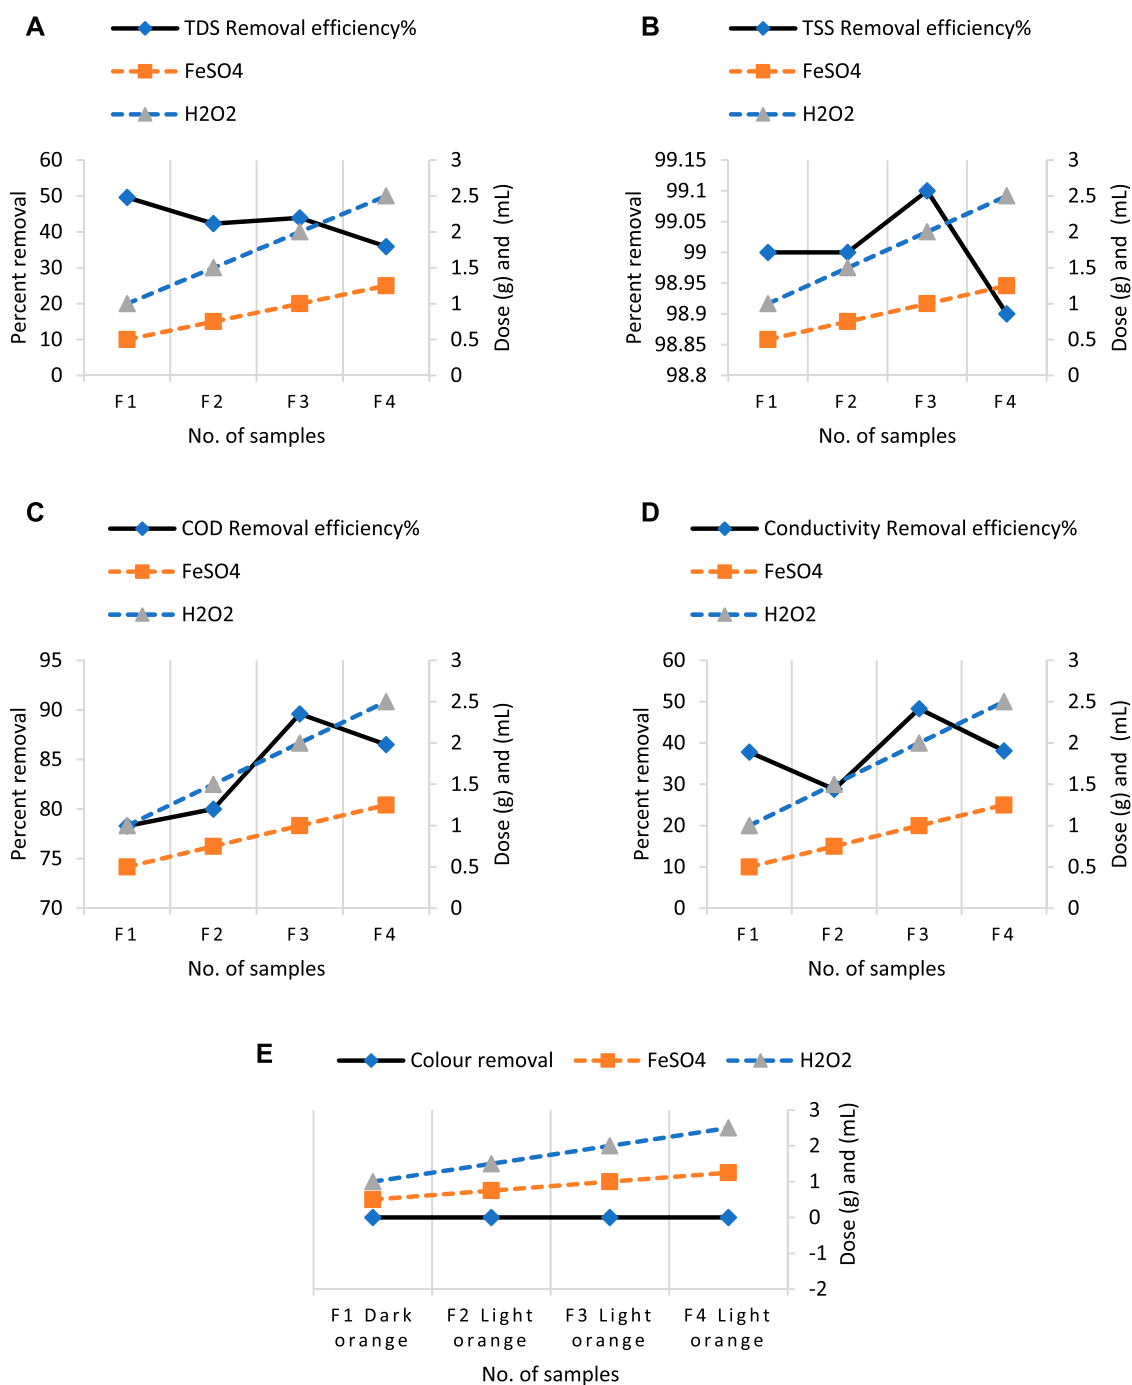 A
TDS Removal efficiency%
FeSO4
H2O2
Percent removal
60
50
40
30
20
10
0
3
2.5
2
1.5
1
0.5
0
Dose (g) and (mL)
F1 F2 F3 F4
No. of samples
B
TSS Removal efficiency%
FeSO4
H2O2
Percent removal
99.15
99.1
99.05
99
98.95
98.9
98.85
98.8
3
2.5
2
1.5
1
0.5
0
Dose (g) and (mL)
F1 F2 F3 F4
No. of samples
C
COD Removal efficiency%
FeSO4
H2O2
Percent removal
95
90
85
80
75
70
3
2.5
2
1.5
1
0.5
0
Dose (g) and (mL)
F1 F2 F3 F4
No. of samples
D
Conductivity Removal efficiency%
FeSO4
H2O2
Percent removal
60
50
40
30
20
10
0
3
2.5
2
1.5
1
0.5
0
Dose (g) and (mL)
F1 F2 F3 F4
No. of samples
E
Colour removal FeSO4 H2O2
3
2
1
0
-1
-2
Dose (g) and (mL)
F1 Dark orange
F2 Light orange
F3 Light orange
F4 Light orange
No. of samples